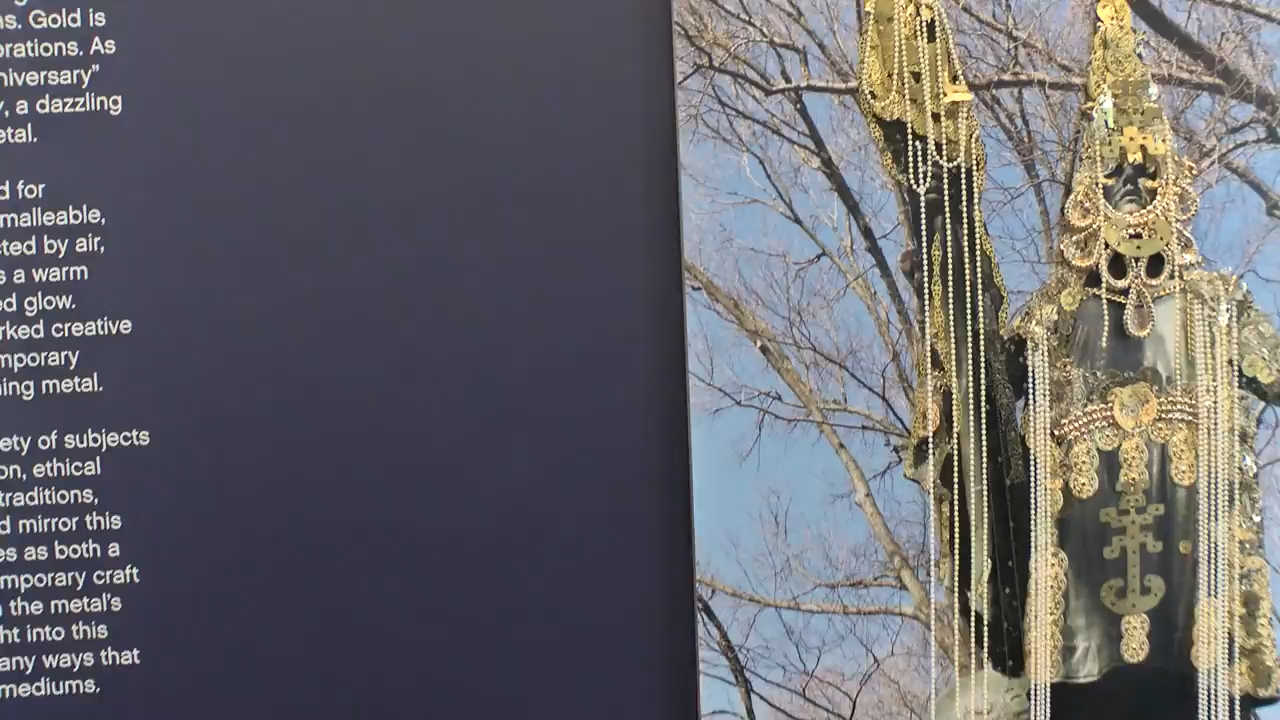 ns. Gold is
orations. As
niversary”
, a dazzling
etal.
d for
malleable,
cted by air,
s a warm
ed glow.
rked creative
mporary
ning metal.
ety of subjects
on, ethical
traditions,
d mirror this
es as both a
mporary craft
the metal’s
ht into this
any ways that
mediums.